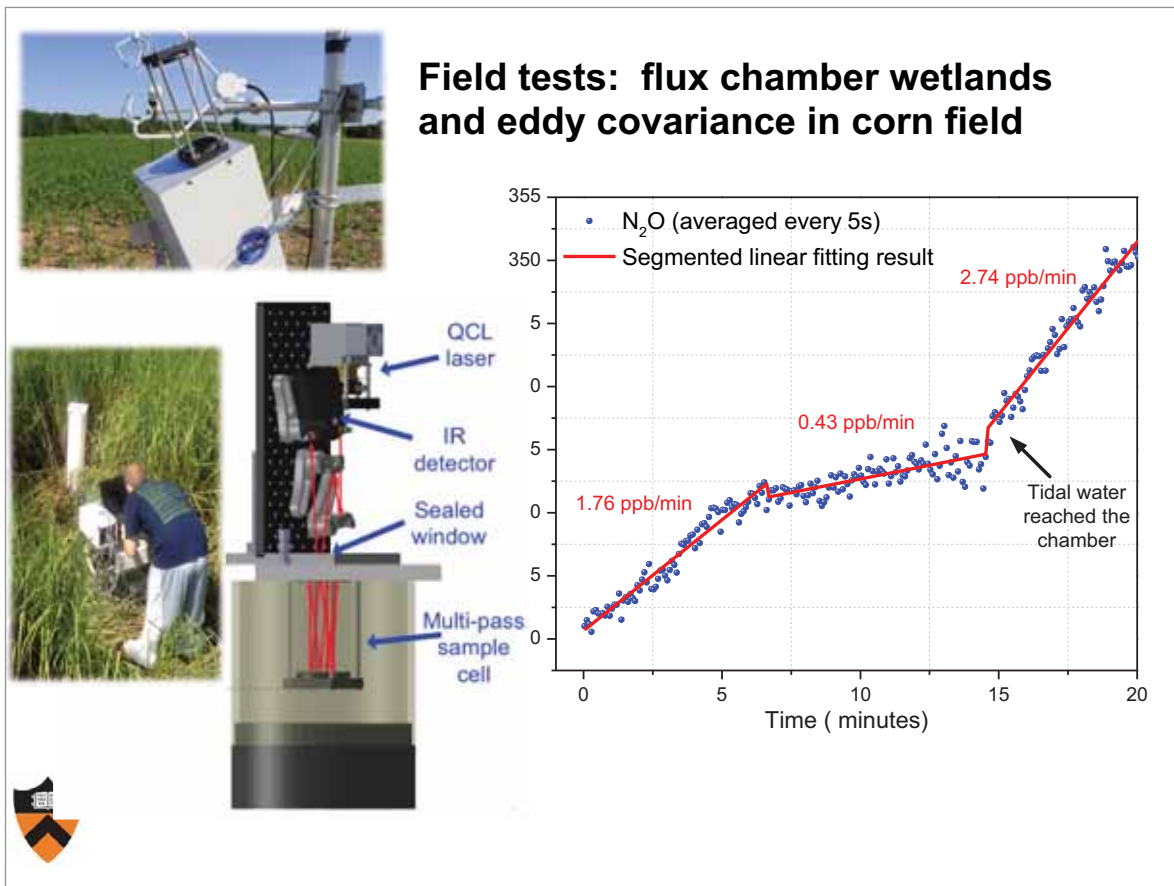 Field tests: flux chamber wetlands
and eddy covariance in corn field
QCL
laser
IR
detector
Sealed
window
Multi-pass
sample
cell
355
350
5
0
5
0
5
0
N₂O (averaged every 5s)
Segmented linear fitting result
2.74 ppb/min
0.43 ppb/min
1.76 ppb/min
Tidal water
reached the
chamber
0 5 10 15 20
Time ( minutes)